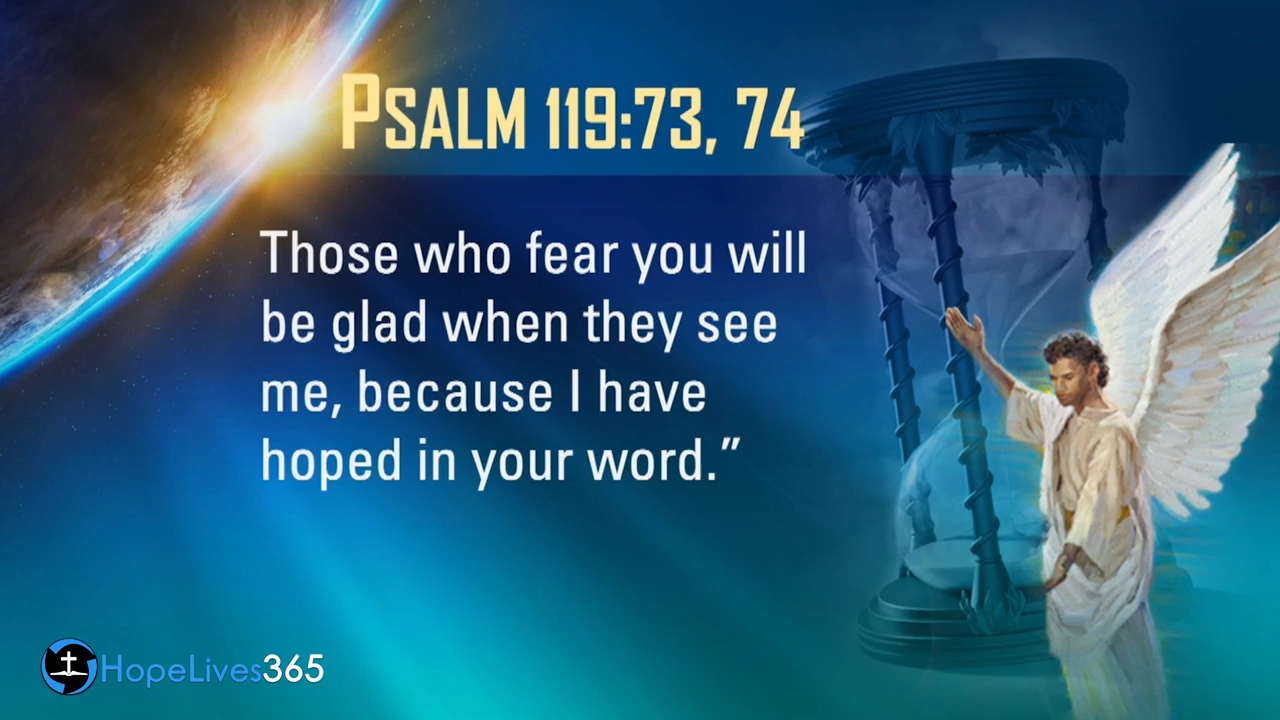 PSALM 119:73, 74
Those who fear you will
be glad when they see
me, because I have
hoped in your word.”
HopeLives365